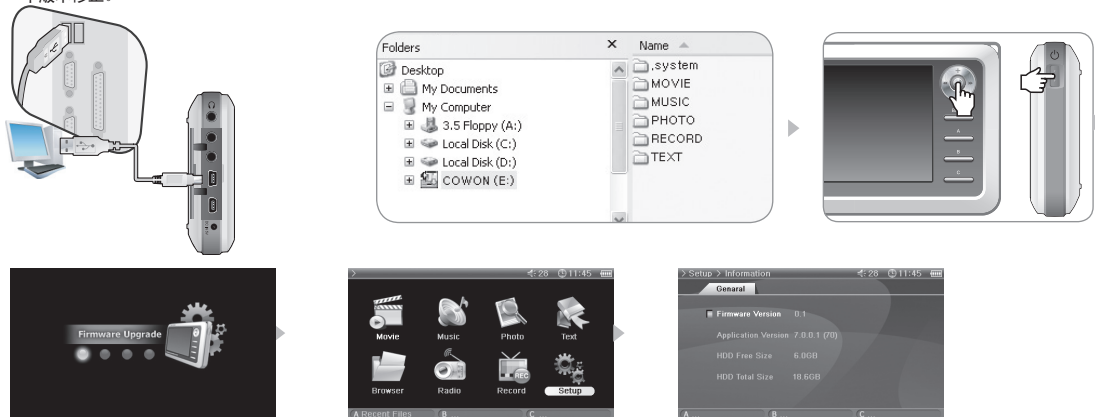 Folders
Desktop
My Documents
My Computer
3.5 Floppy (A:)
Local Disk (C:)
Local Disk (D:)
COWON (E:)
Name
.system
MOVIE
MUSIC
PHOTO
RECORD
TEXT
A
B
C
Firmware Upgrade
> 28 11:45
Movie Music Photo Text
Browser Radio Record Setup
REC
A Recent Files B ... C ...
> Setup > Information 28 11:45
Genaral
Firmware Version 0.1
Application Version 7.0.0.1 (70)
HDD Free Size 6.0GB
HDD Total Size 18.6GB
A ... B ... C ...